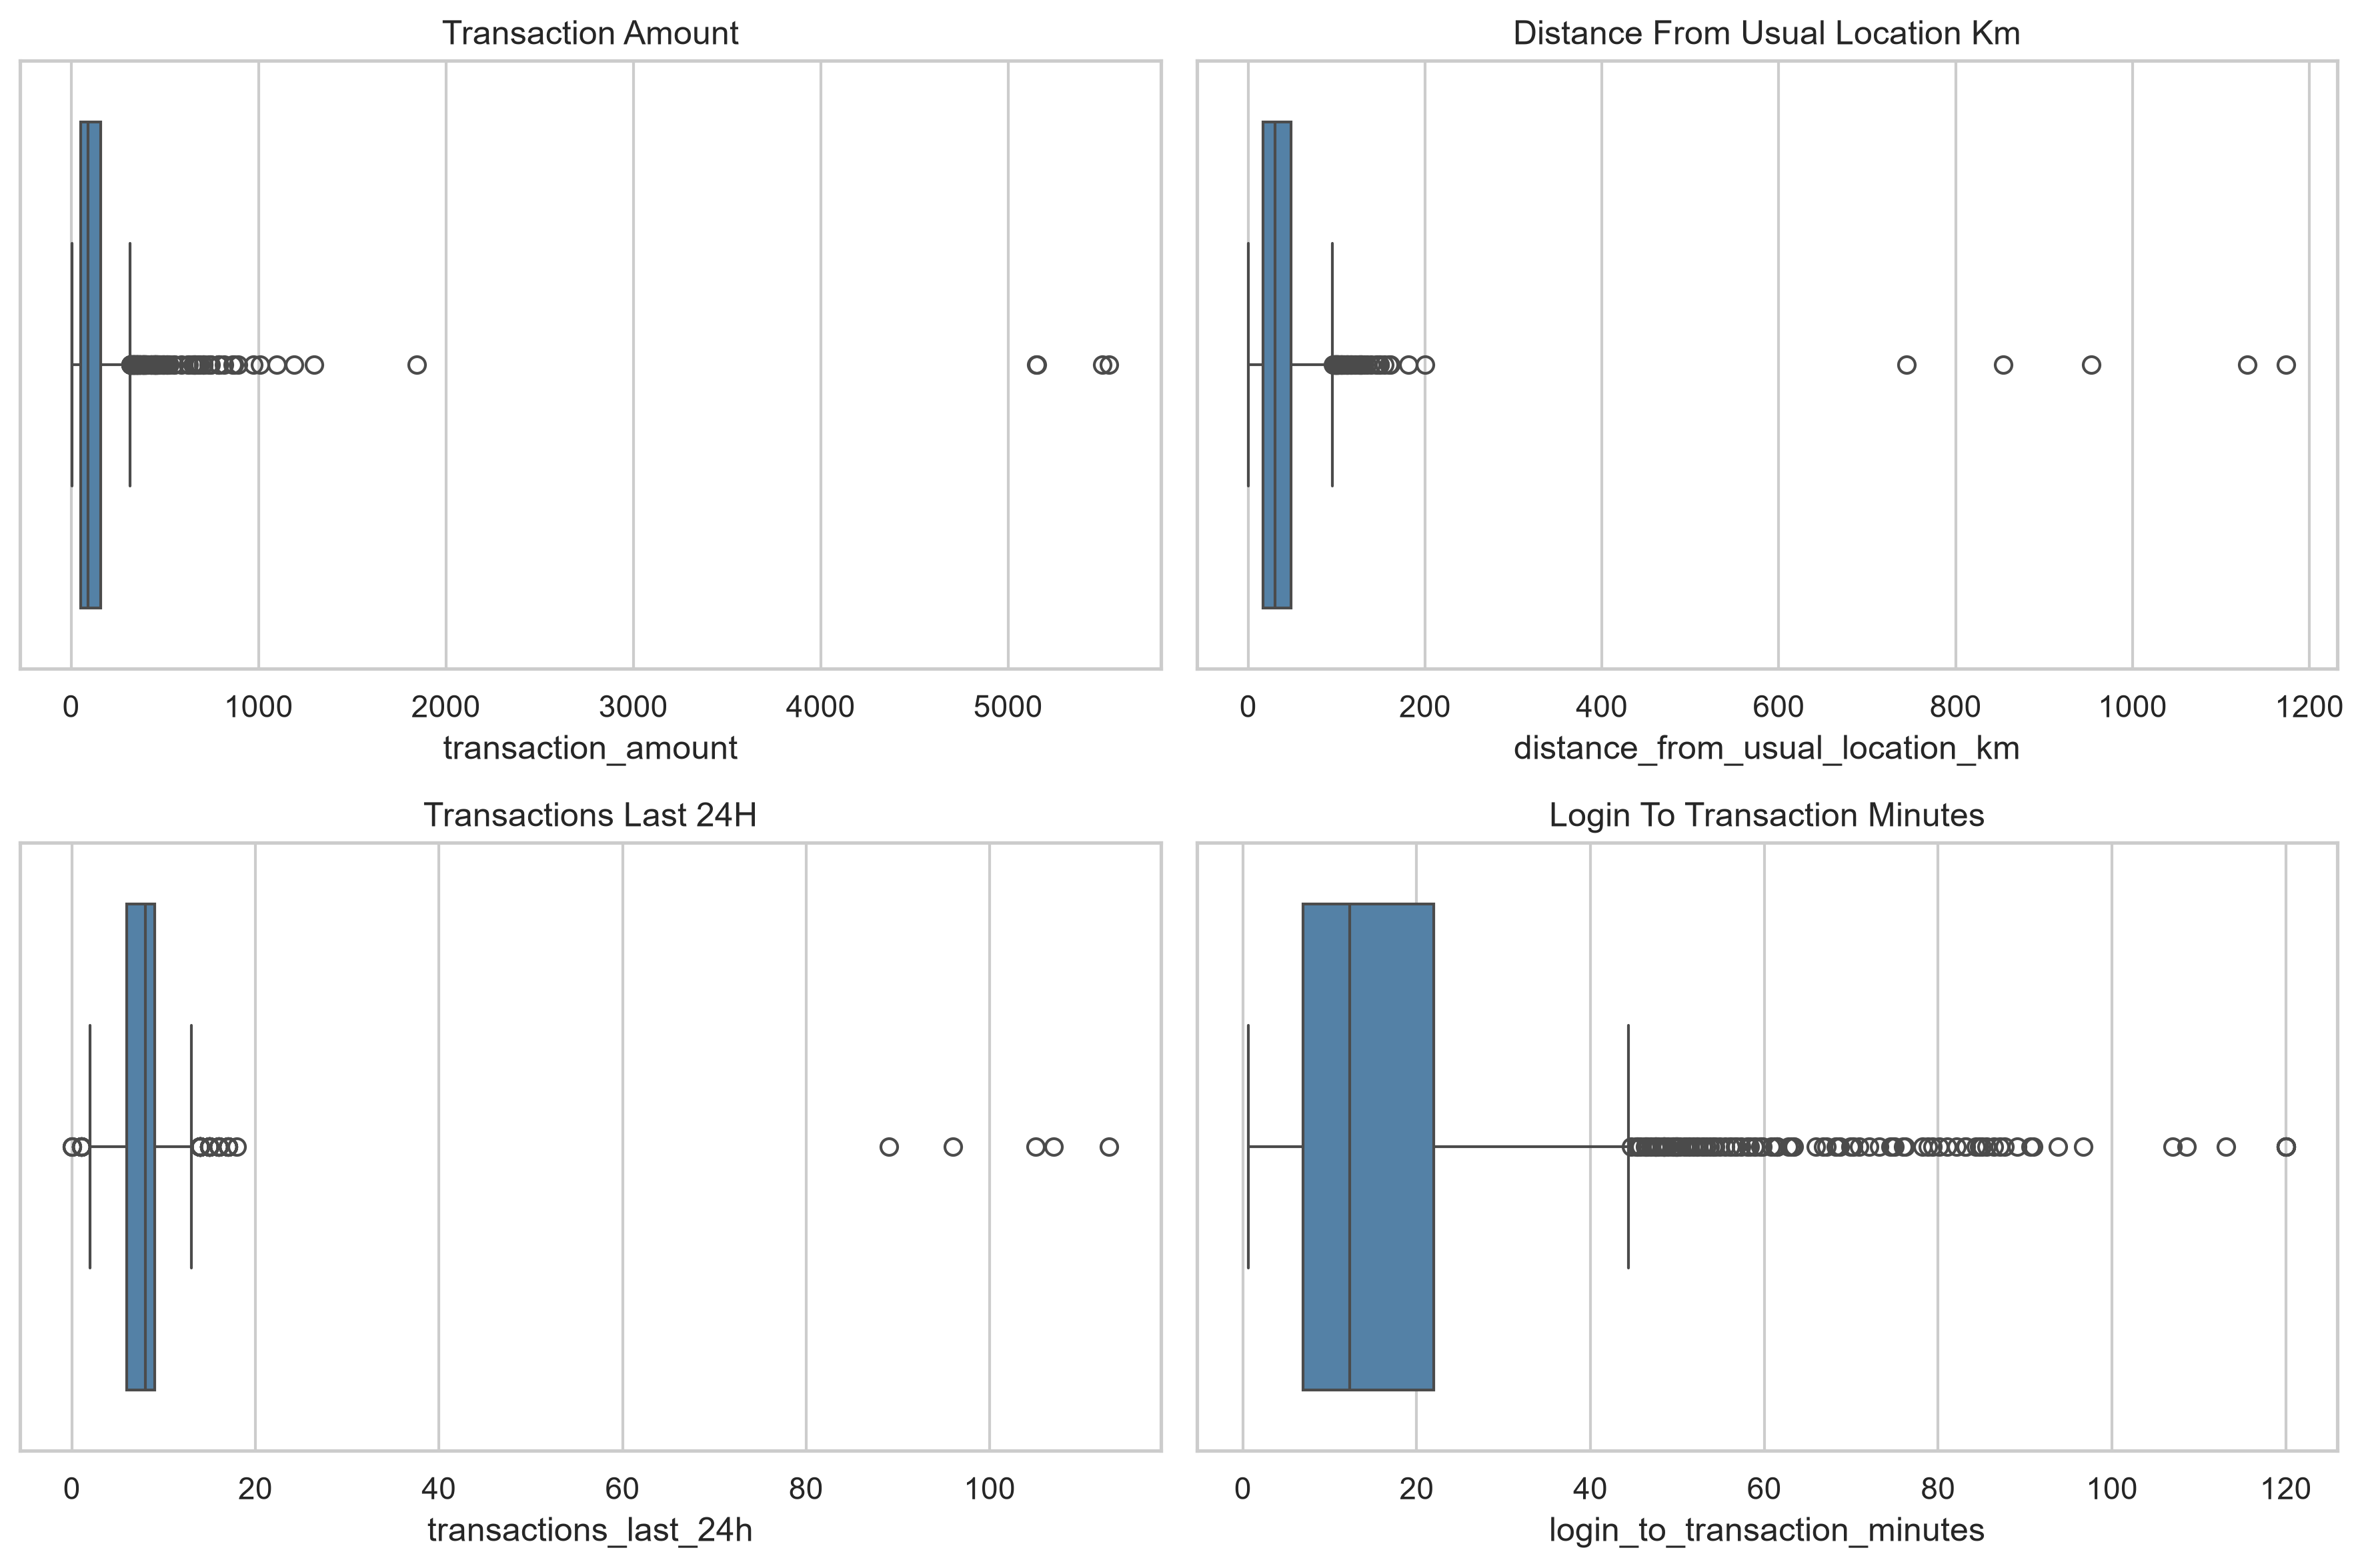 Transaction Amount
0 1000 2000 3000 4000 5000
transaction_amount
Distance From Usual Location Km
0 200 400 600 800 1000 1200
distance_from_usual_location_km
Transactions Last 24H
0 20 40 60 80 100
transactions_last_24h
Login To Transaction Minutes
0 20 40 60 80 100 120
login_to_transaction_minutes